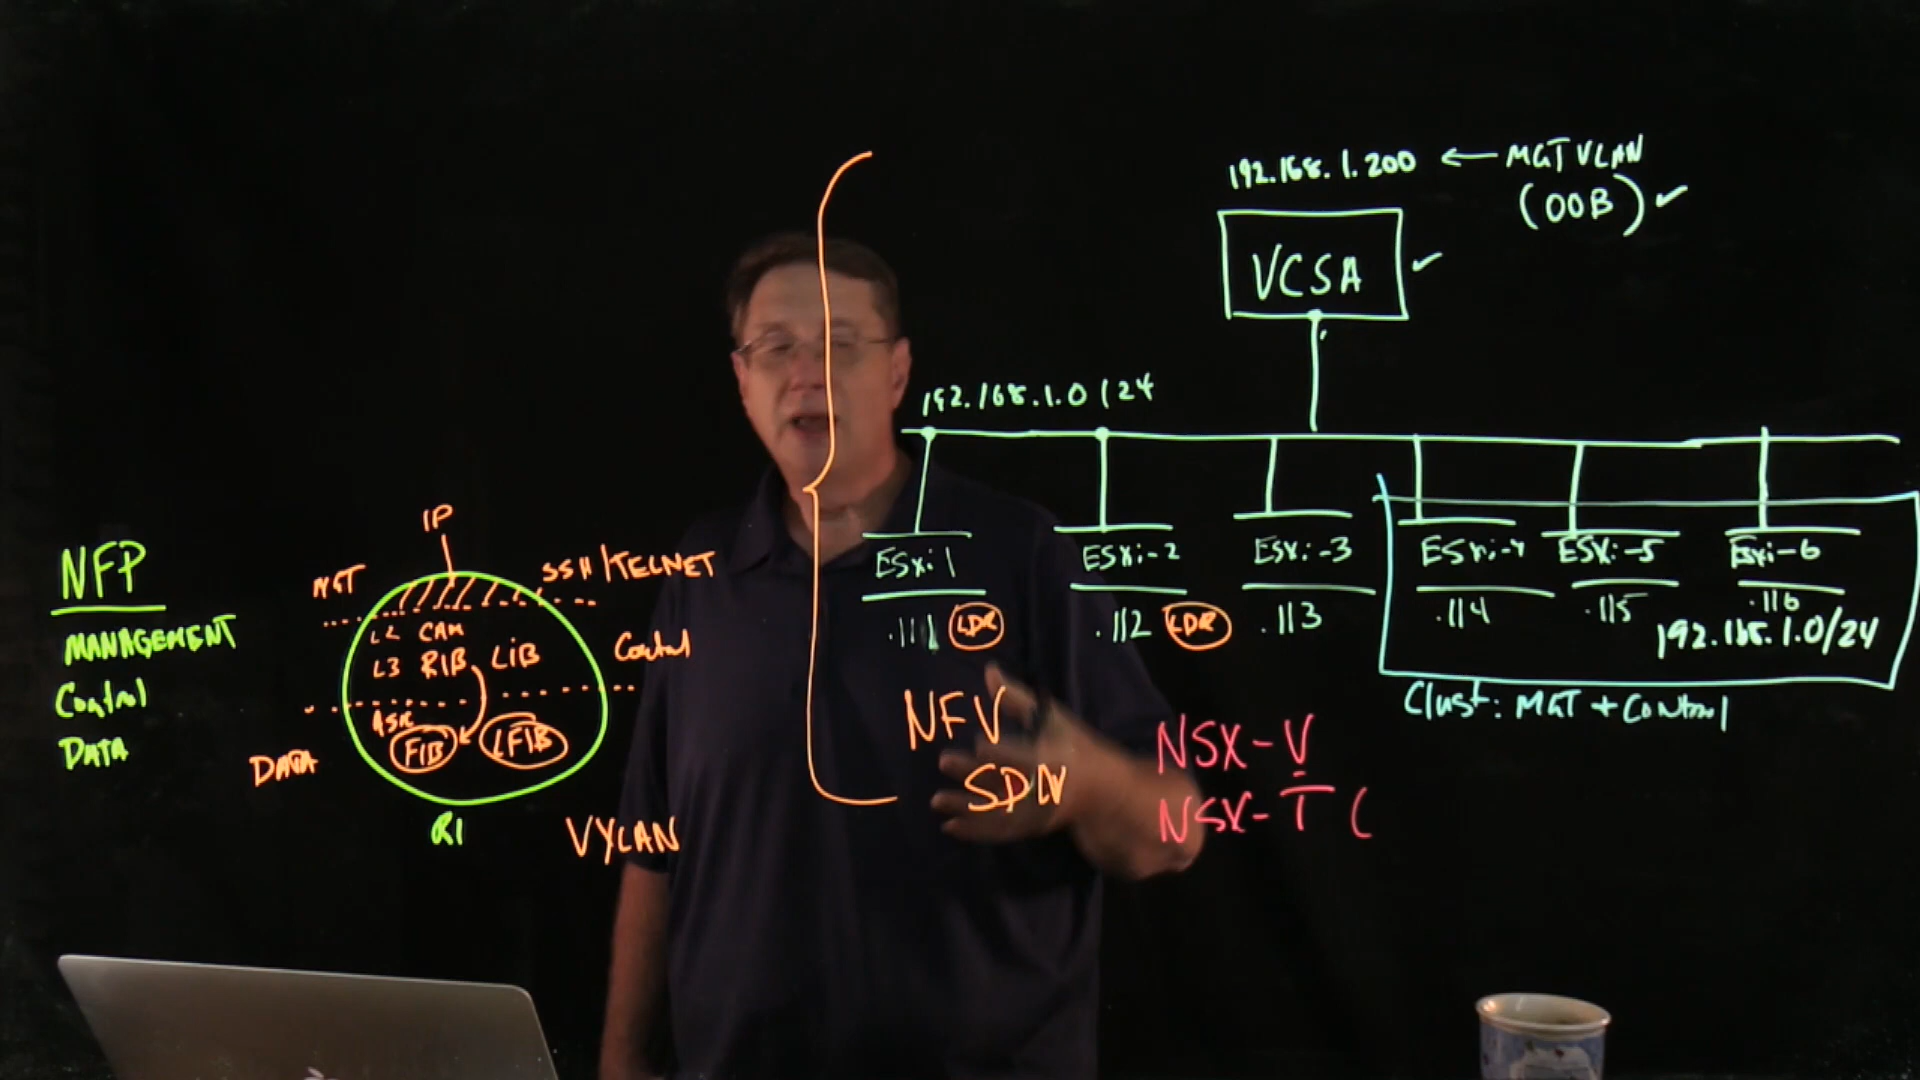 192.168.1.200 ← MGT VLAN
(OOB) ✓
VCSA ✓
192.168.1.0/24
ESXi1
.111 LDR
ESXi-2
.112 LDR
ESXi-3
.113
ESXi-4
.114
ESXi-5
.115
ESXi-6
.116
192.168.1.0/24
Clust: MGT + Control
NFP
MANAGEMENT
Control
DATA
IP
MGT
SSH/TELNET
L2 CAM
L3 RIB LiB
Control
FIB LFIB
DATA
R1
VXLAN
NFV
SDN
NSX-V
NSX-T (